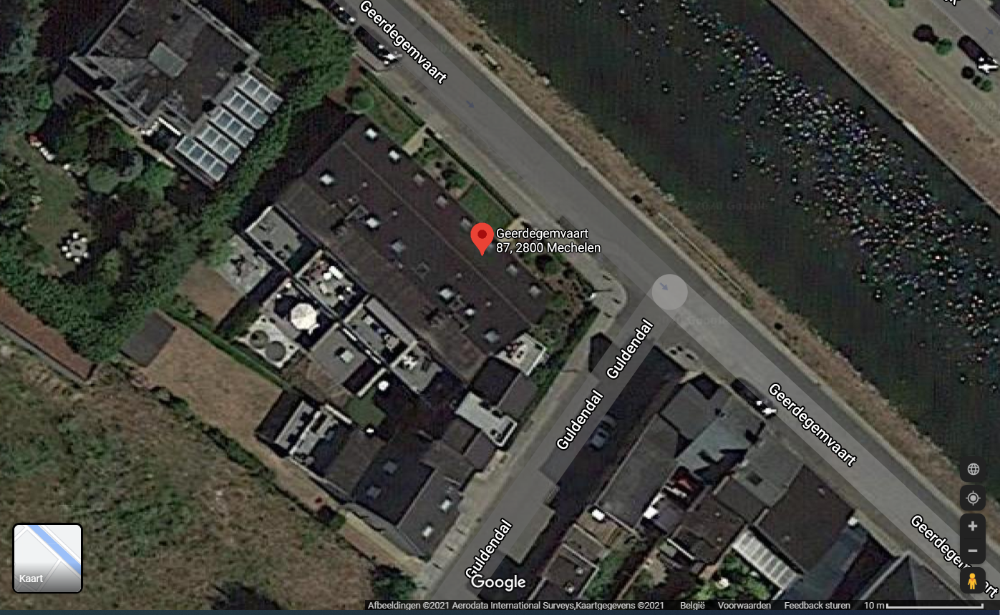 Geerdegemvaart
Geerdegemvaart
87, 2800 Mechelen
Guldendal
Guldendal
Geerdegemvaart
Guldendal
Kaart
Google
Afbeeldingen ©2021 Aerodata International Surveys,Kaartgegevens ©2021 België Voorwaarden Feedback sturen 10 m